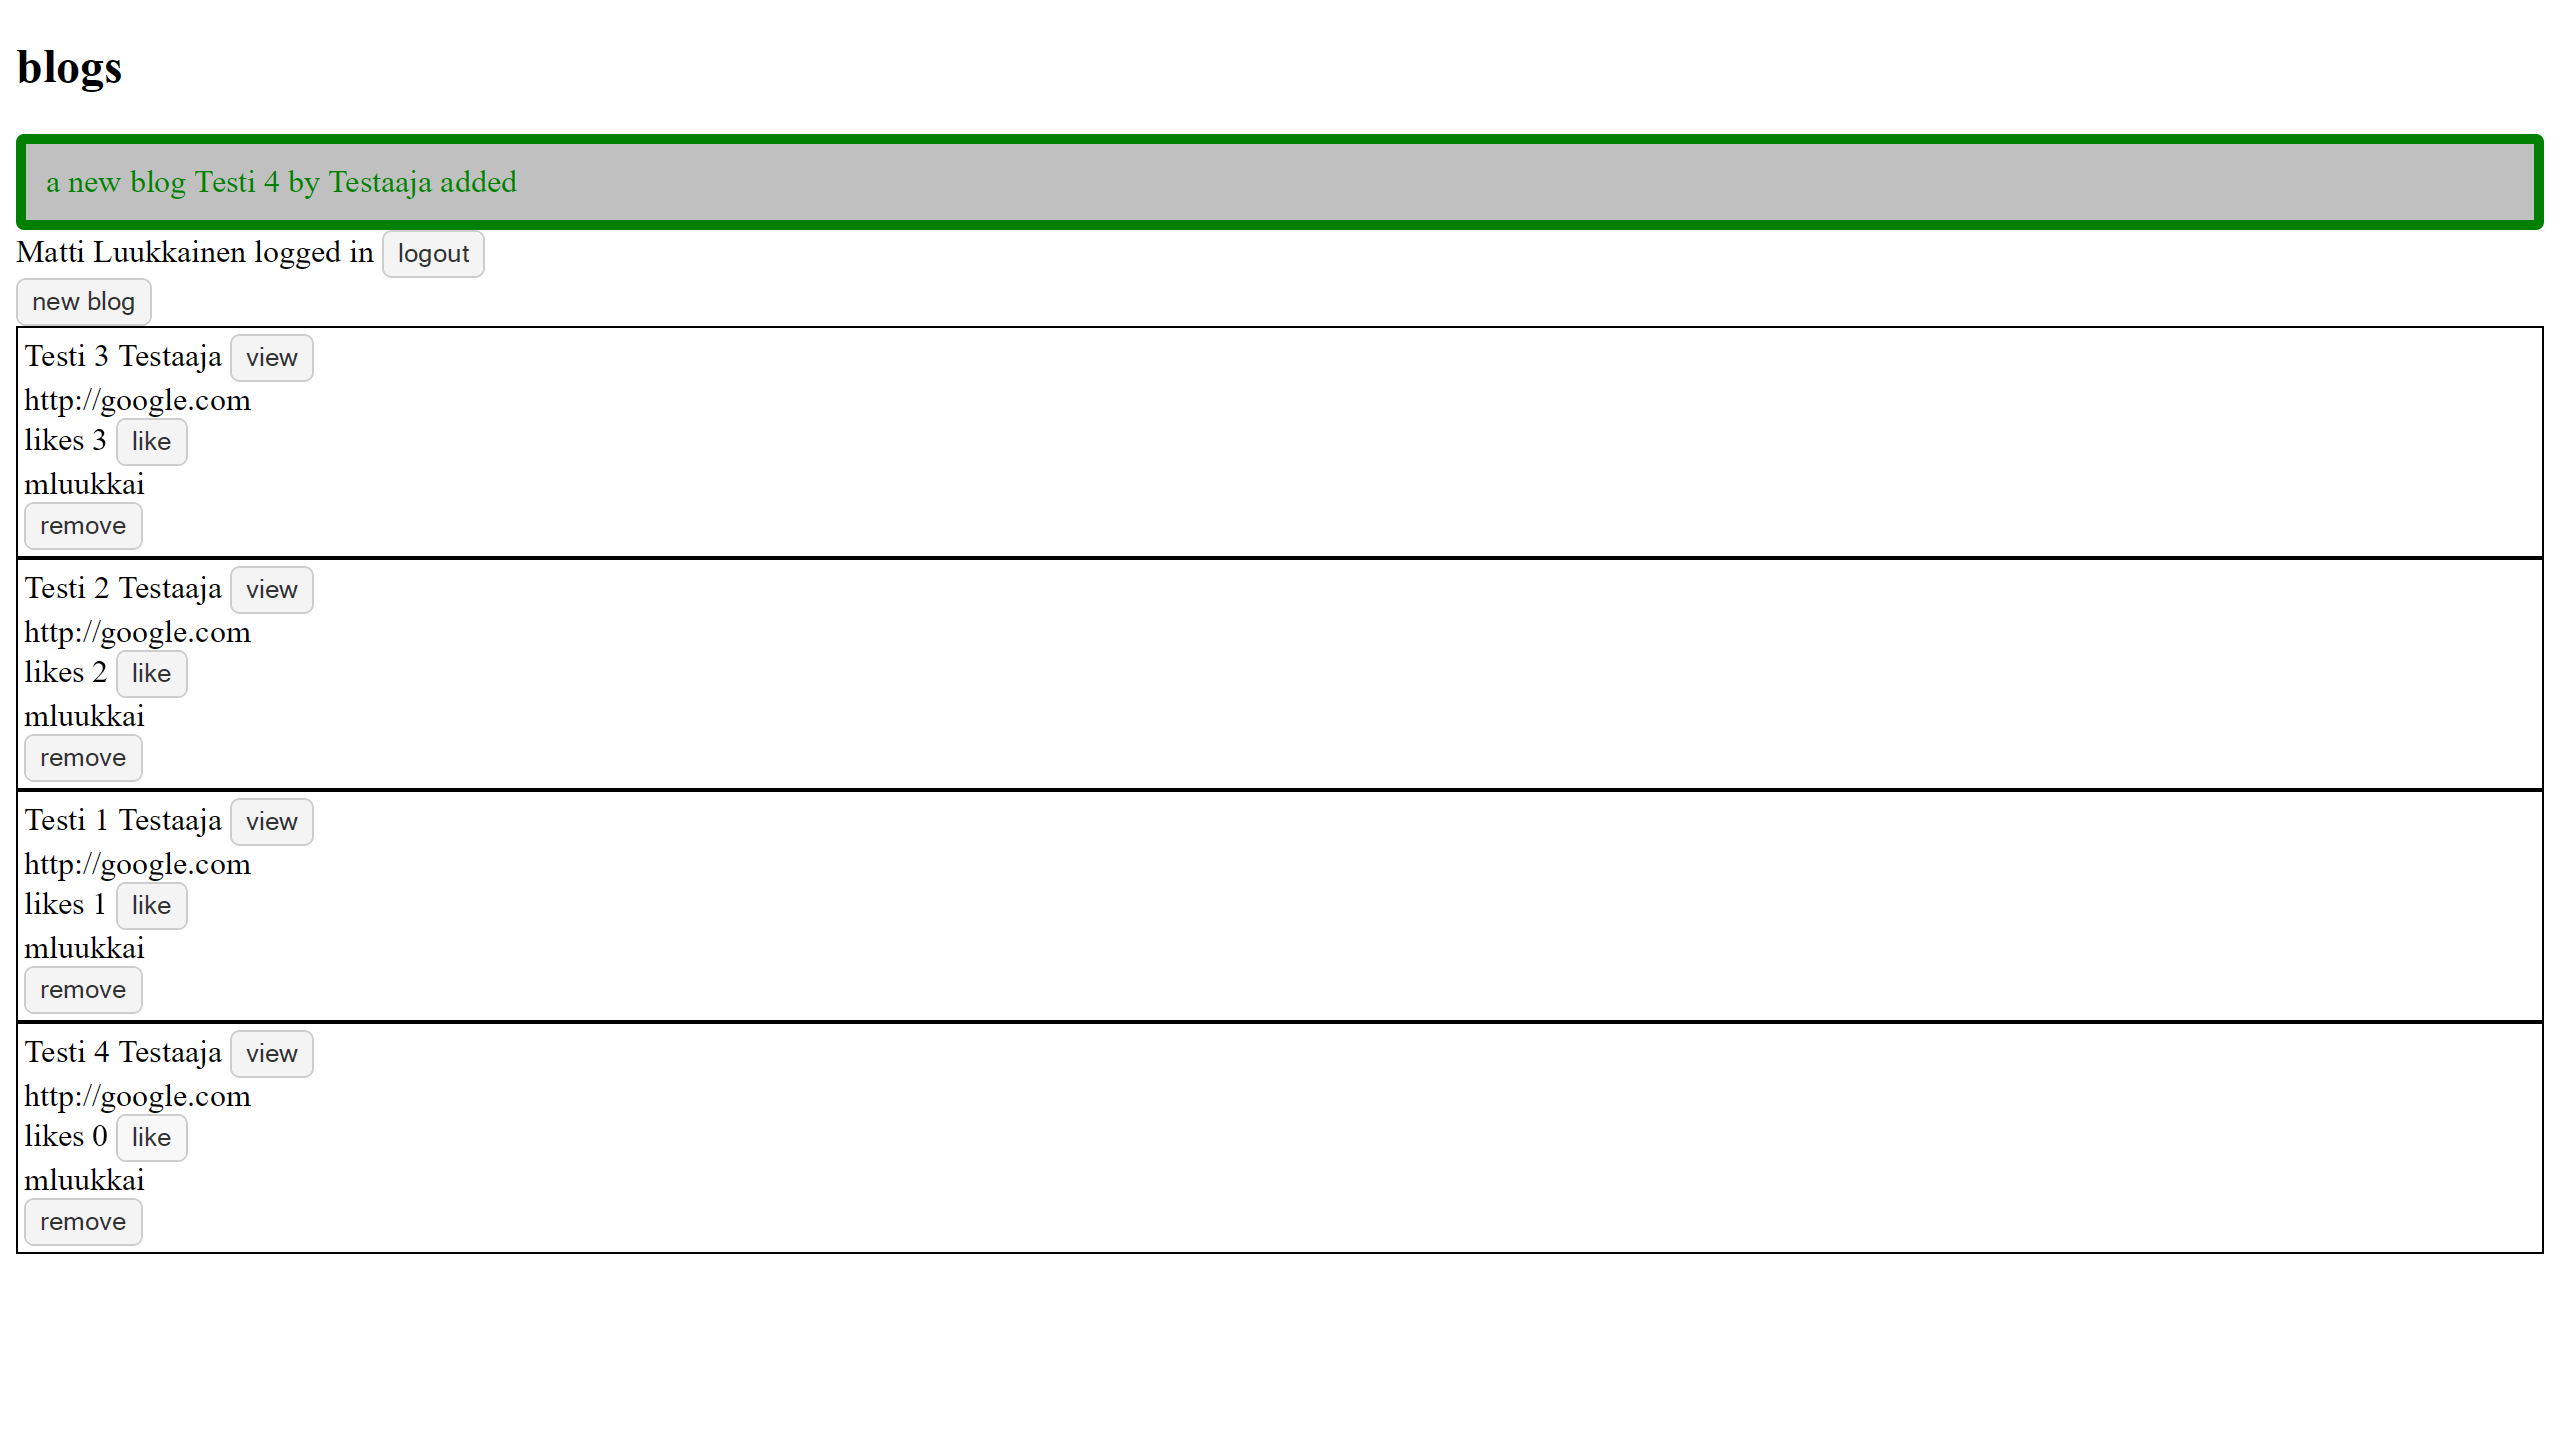 blogs
a new blog Testi 4 by Testaaja added
Matti Luukkainen logged in logout
new blog
Testi 3 Testaaja view
http://google.com
likes 3 like
mluukkai
remove
Testi 2 Testaaja view
http://google.com
likes 2 like
mluukkai
remove
Testi 1 Testaaja view
http://google.com
likes 1 like
mluukkai
remove
Testi 4 Testaaja view
http://google.com
likes 0 like
mluukkai
remove